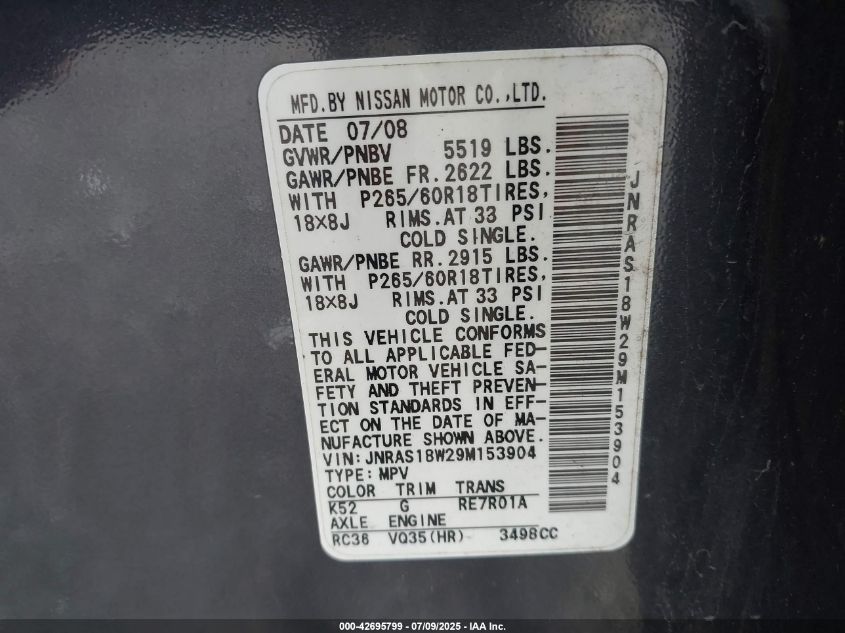 MFD.BY NISSAN MOTOR CO.,LTD.
DATE 07/08
GVWR/PNBV 5519 LBS.
GAWR/PNBE FR.2622 LBS.
WITH P265/60R18TIRES,
18×8J RIMS.AT 33 PSI
COLD SINGLE.
GAWR/PNBE RR.2915 LBS.
WITH P265/60R18TIRES,
18×8J RIMS.AT 33 PSI
COLD SINGLE.
THIS VEHICLE CONFORMS
TO ALL APPLICABLE FED-
ERAL MOTOR VEHICLE SA-
FETY AND THEFT PREVEN-
TION STANDARDS IN EFF-
ECT ON THE DATE OF MA-
NUFACTURE SHOWN ABOVE.
VIN:JNRAS18W29M153904
TYPE:MPV
COLOR TRIM TRANS
K52 G RE7R01A
AXLE ENGINE
RC38 VQ35(HR) 3498CC
JNRAS18W29M153904
000-42695799 - 07/09/2025 - IAA Inc.